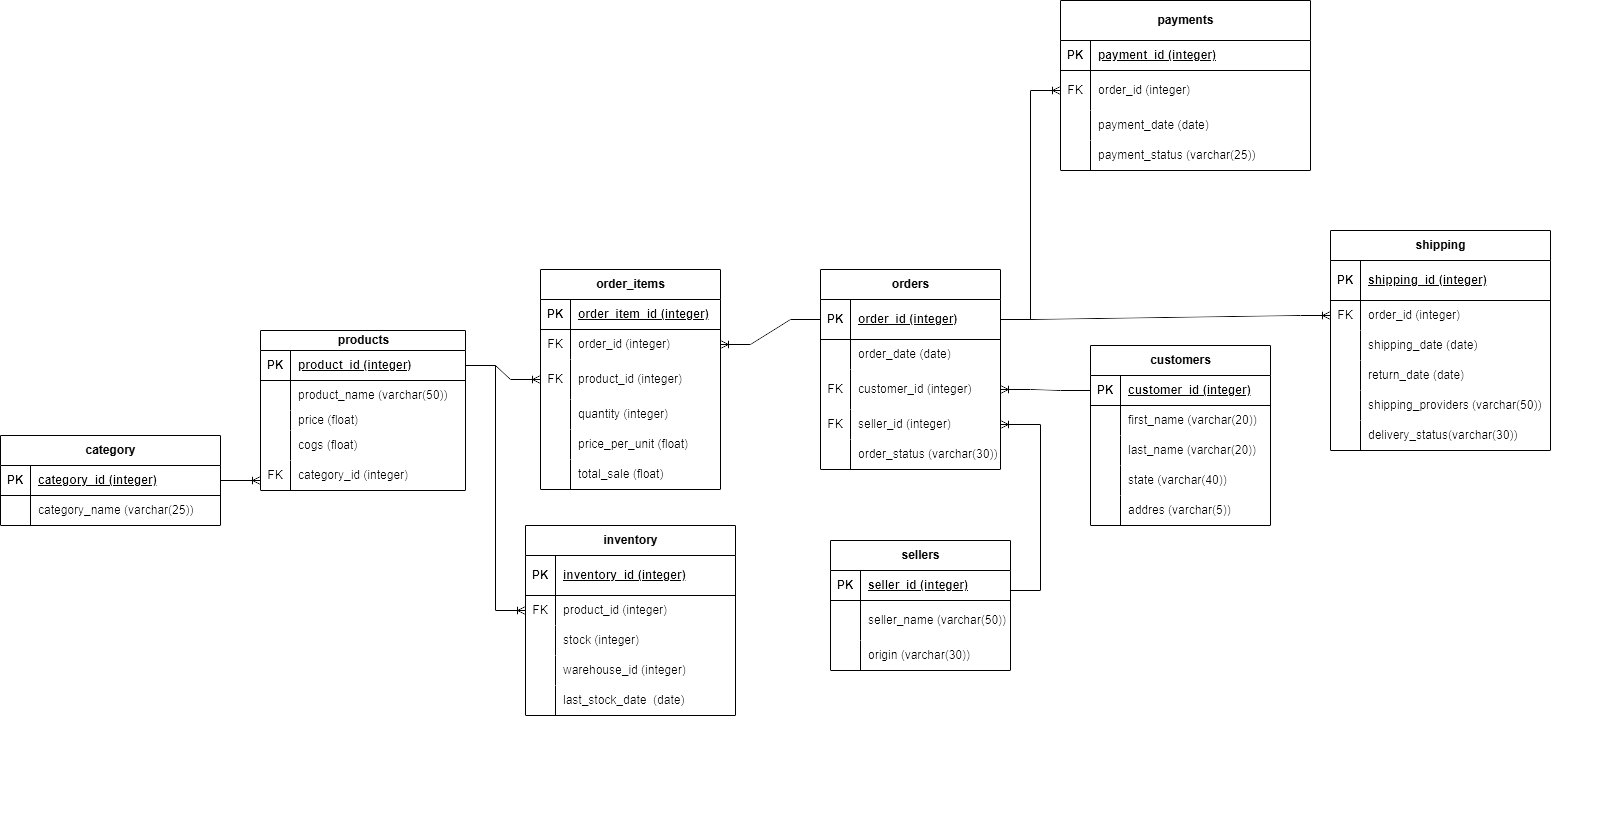 payments
PK payment_id (integer)
FK order_id (integer)
payment_date (date)
payment_status (varchar(25))
shipping
PK shipping_id (integer)
FK order_id (integer)
shipping_date (date)
return_date (date)
shipping_providers (varchar(50))
delivery_status(varchar(30))
order_items
PK order_item_id (integer)
FK order_id (integer)
FK product_id (integer)
quantity (integer)
price_per_unit (float)
total_sale (float)
orders
PK order_id (integer)
order_date (date)
FK customer_id (integer)
FK seller_id (integer)
order_status (varchar(30))
products
PK product_id (integer)
product_name (varchar(50))
price (float)
cogs (float)
FK category_id (integer)
customers
PK customer_id (integer)
first_name (varchar(20))
last_name (varchar(20))
state (varchar(40))
addres (varchar(5))
category
PK category_id (integer)
category_name (varchar(25))
inventory
PK inventory_id (integer)
FK product_id (integer)
stock (integer)
warehouse_id (integer)
last_stock_date (date)
sellers
PK seller_id (integer)
seller_name (varchar(50))
origin (varchar(30))